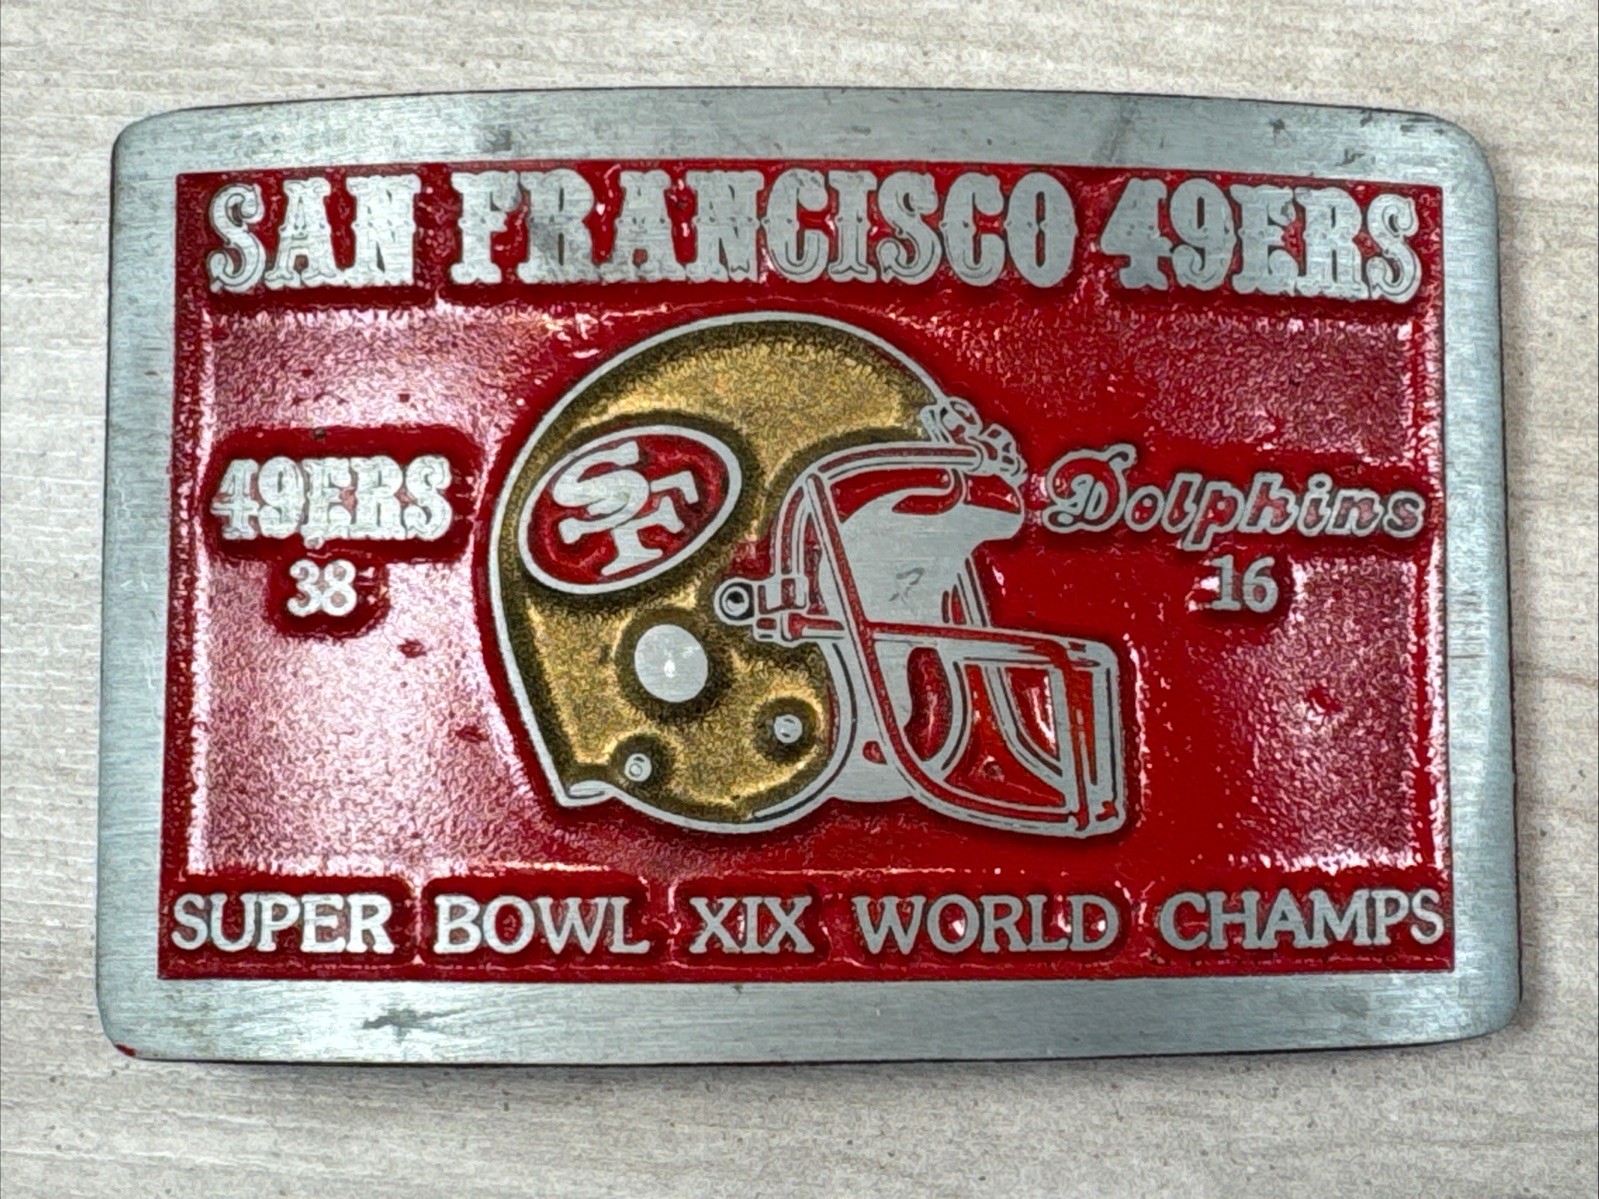 SAN FRANCISCO 49ERS
SF
49ERS
38
Dolphins
16
SUPER BOWL XIX WORLD CHAMPS